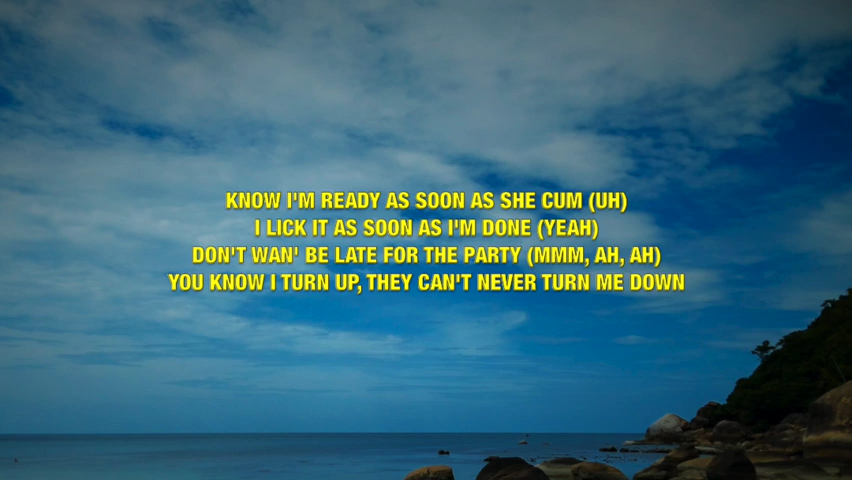 KNOW I'M READY AS SOON AS SHE CUM (UH)
I LICK IT AS SOON AS I'M DONE (YEAH)
DON'T WAN' BE LATE FOR THE PARTY (MMM, AH, AH)
YOU KNOW I TURN UP, THEY CAN'T NEVER TURN ME DOWN